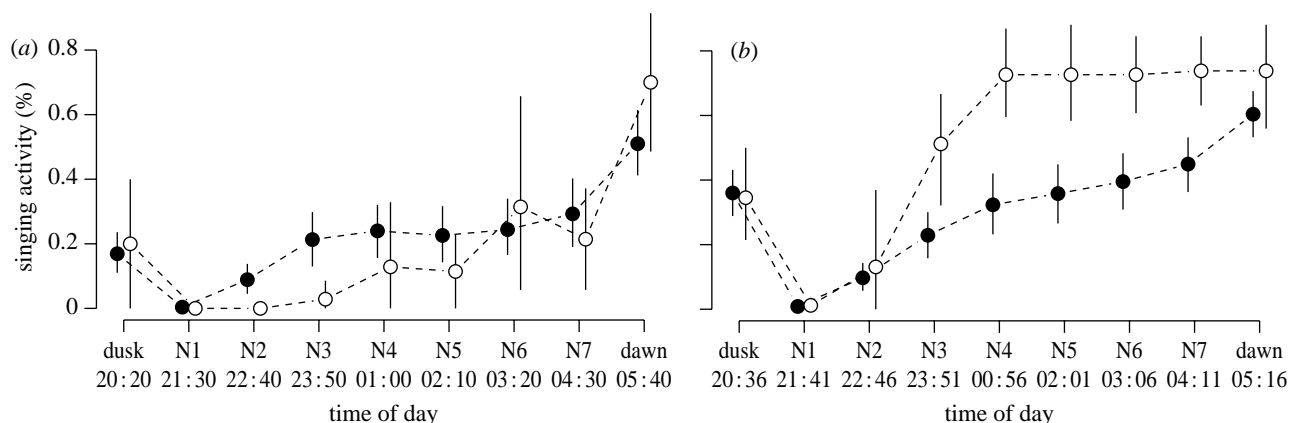 (a)
0.8
0.6
0.4
0.2
0
singing activity (%)
dusk N1 N2 N3 N4 N5 N6 N7 dawn
20:20 21:30 22:40 23:50 01:00 02:10 03:20 04:30 05:40
time of day
(b)
dusk N1 N2 N3 N4 N5 N6 N7 dawn
20:36 21:41 22:46 23:51 00:56 02:01 03:06 04:11 05:16
time of day